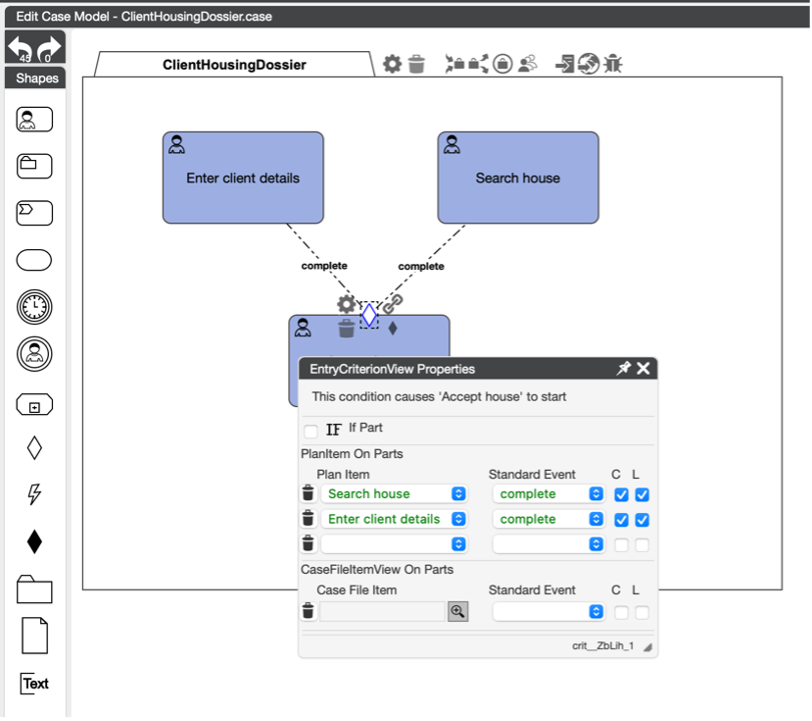 Edit Case Model - ClientHousingDossier.case
45 0
Shapes
ClientHousingDossier
Enter client details
Search house
complete
complete
EntryCriterionView Properties
This condition causes 'Accept house' to start
IF If Part
PlanItem On Parts
Plan Item Standard Event C L
Search house complete
Enter client details complete
CaseFileItemView On Parts
Case File Item Standard Event C L
crit__ZbLih_1
Text